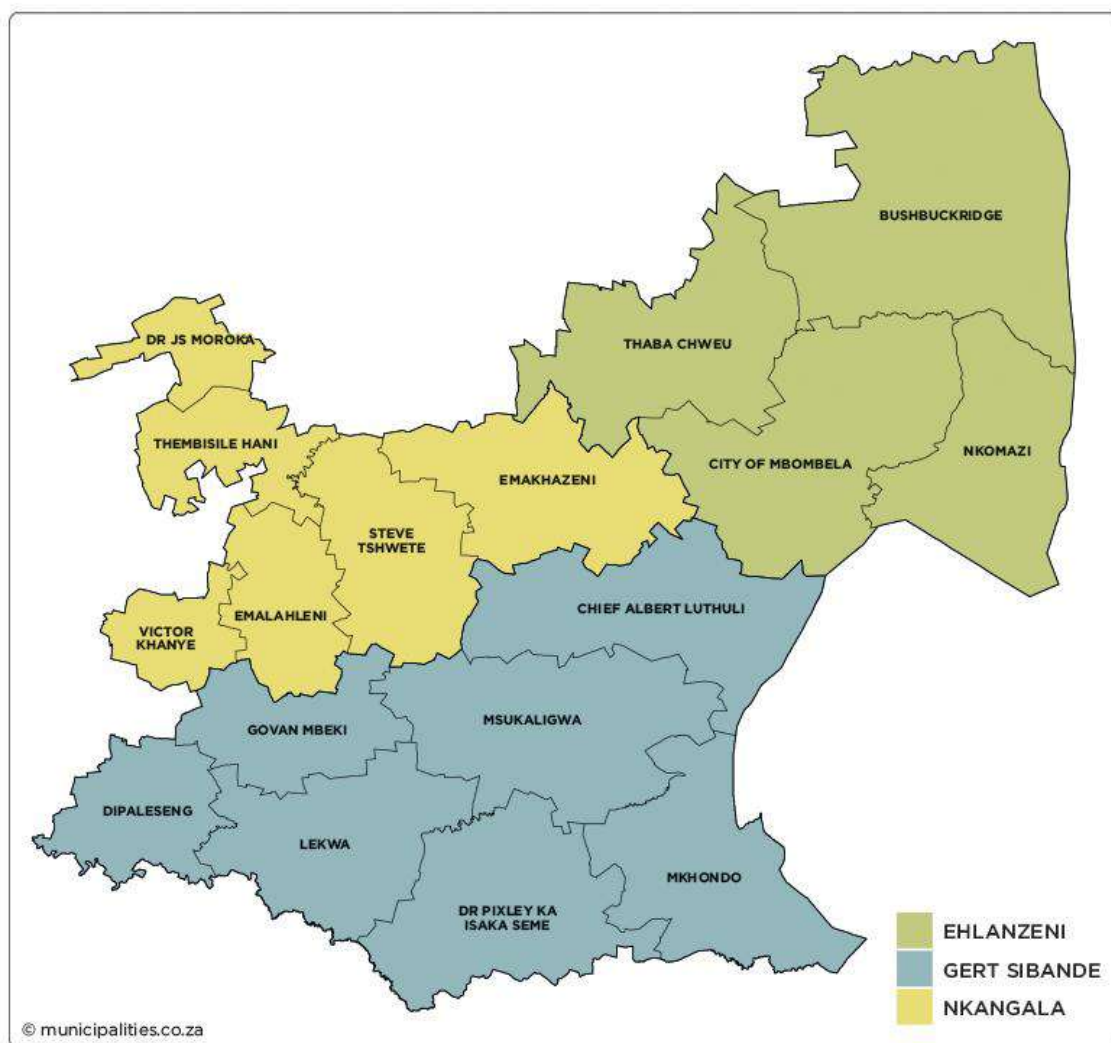 BUSHBUCKRIDGE
DR JS MOROKA
THABA CHWEU
THEMBISILE HANI
NKOMAZI
CITY OF MBOMBELA
EMAKHAZENI
STEVE
TSHWETE
CHIEF ALBERT LUTHULI
EMALAHLENI
VICTOR
KHANYE
MSUKALIGWA
GOVAN MBEKI
DIPALESENG
LEKWA
MKHONDO
DR PIXLEY KA
ISAKA SEME
EHLANZENI
GERT SIBANDE
NKANGALA
© municipalities.co.za